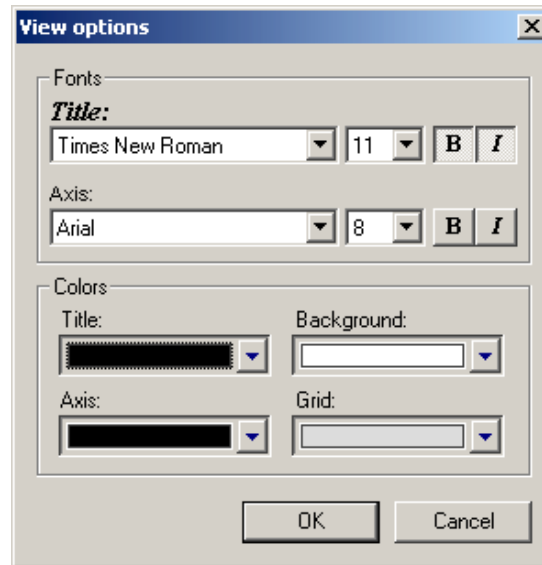 View options
Fonts
Title:
Times New Roman 11 B I
Axis:
Arial 8 B I
Colors
Title: Background:
Axis: Grid:
OK Cancel